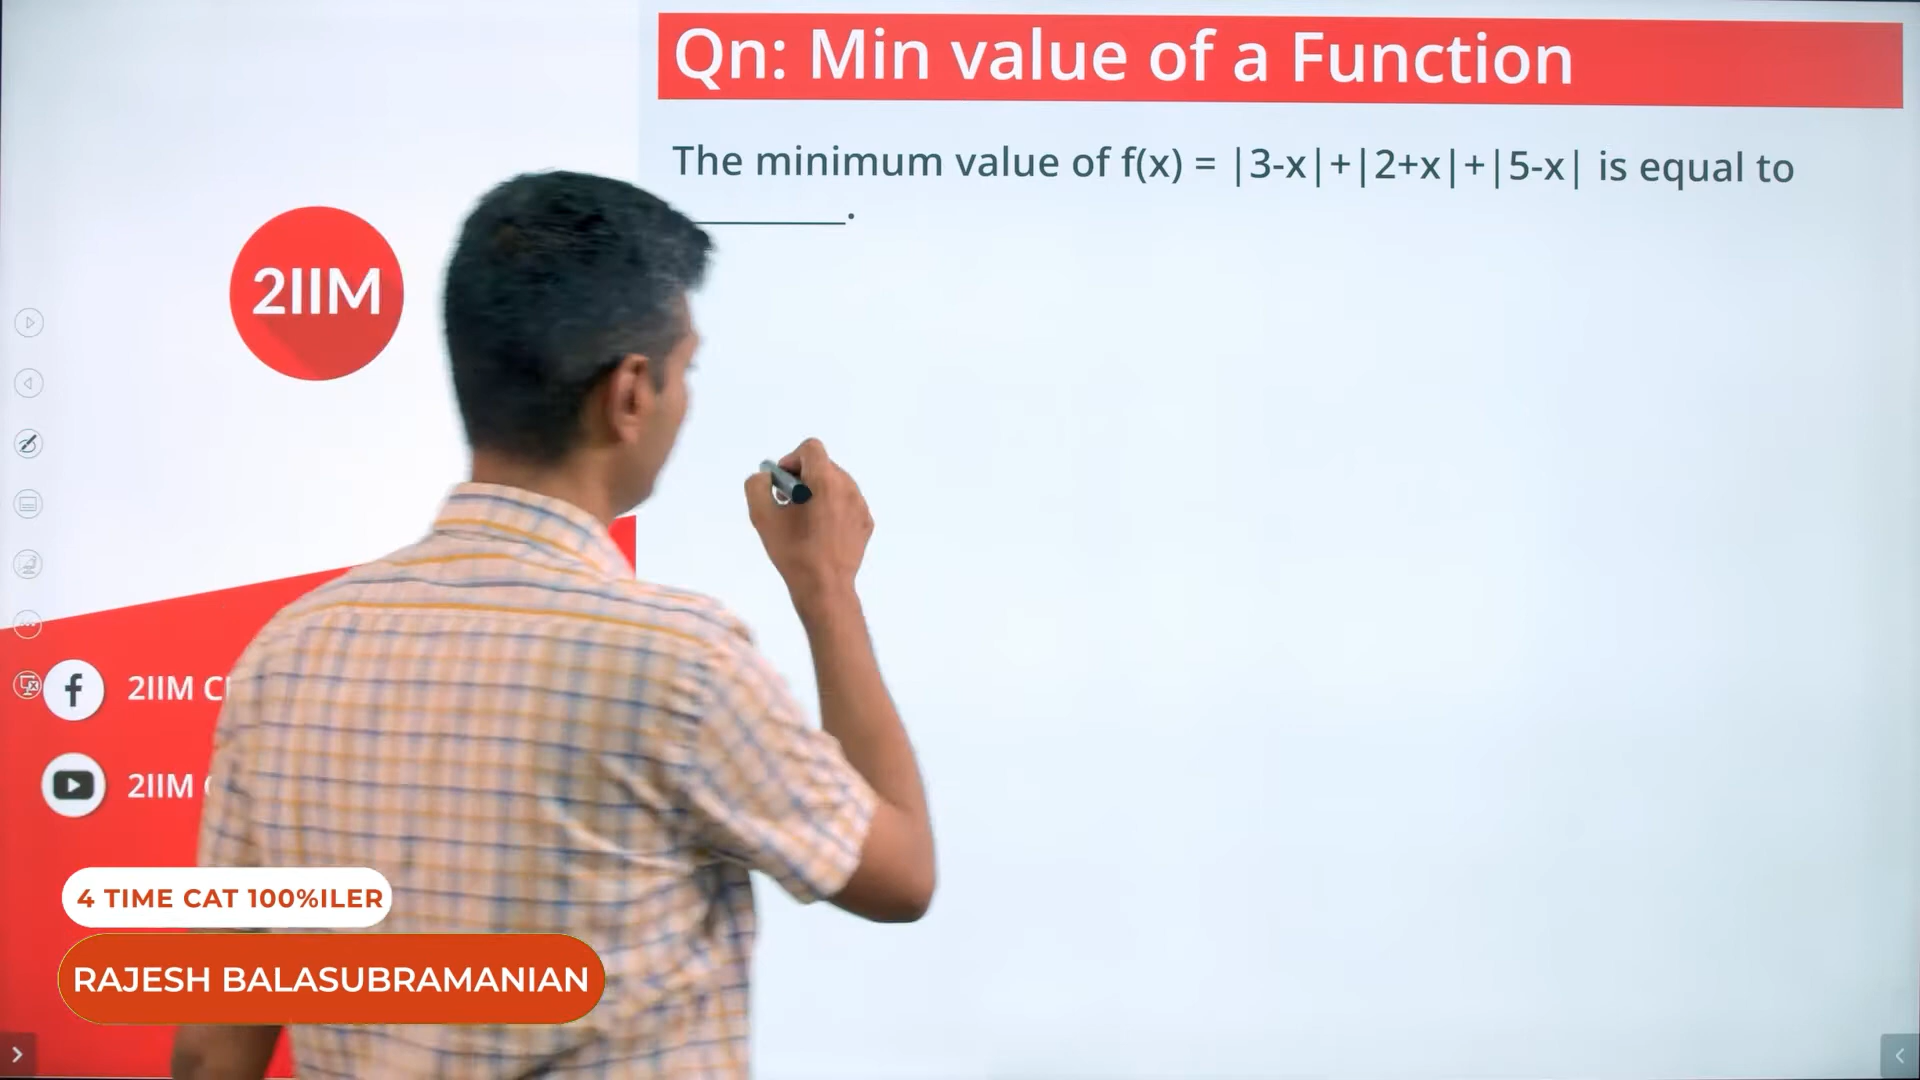 Qn: Min value of a Function
The minimum value of f(x) = |3-x|+|2+x|+|5-x| is equal to
________.
2IIM
2IIM
2IIM
4 TIME CAT 100%ILER
RAJESH BALASUBRAMANIAN